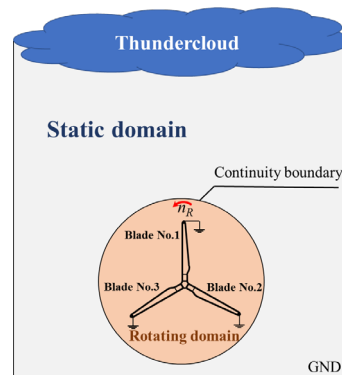 Thundercloud
Static domain
Continuity boundary
n_R
Blade No.1
Blade No.3
Blade No.2
Rotating domain
GND